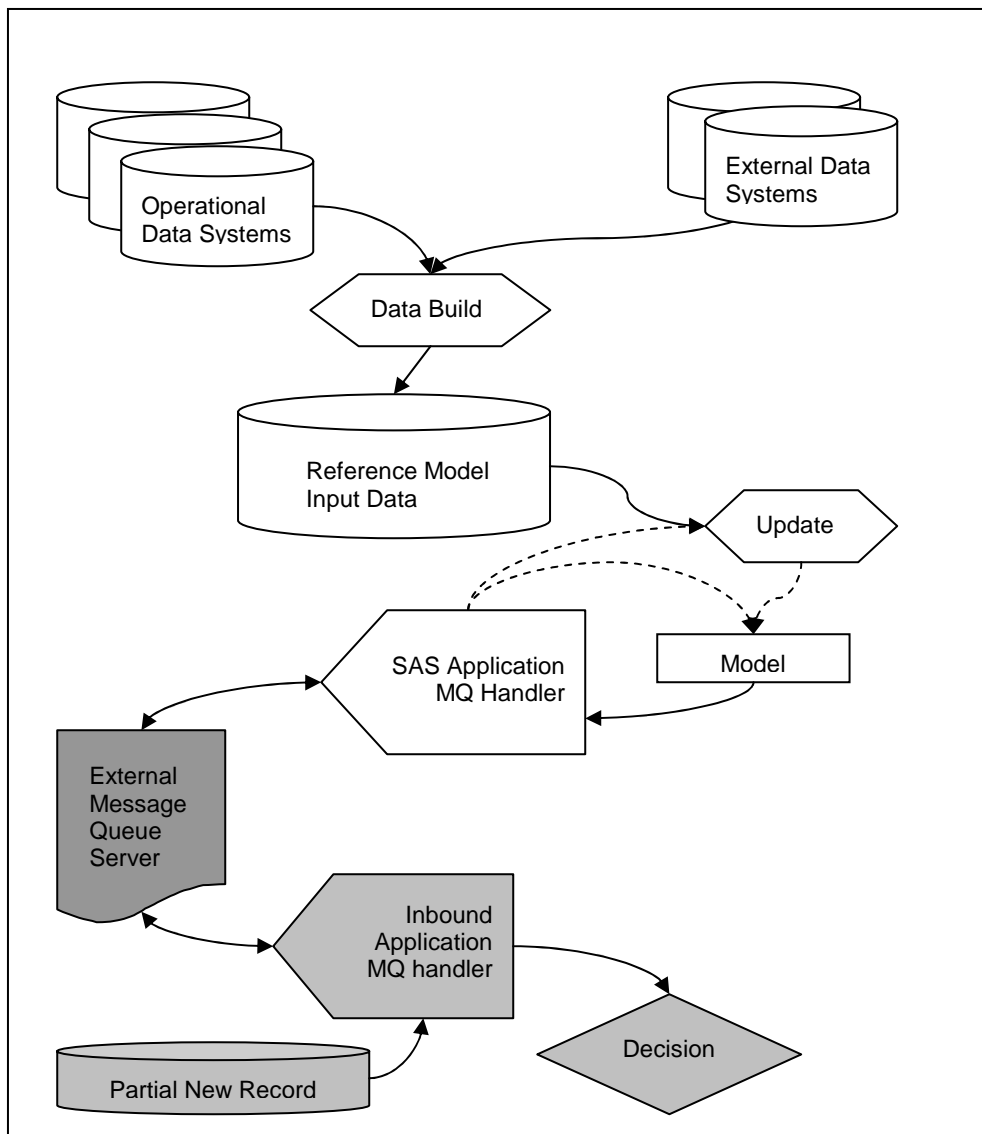 Operational
Data Systems
External Data
Systems
Data Build
Reference Model
Input Data
Update
SAS Application
MQ Handler
Model
External
Message
Queue
Server
Inbound
Application
MQ handler
Decision
Partial New Record